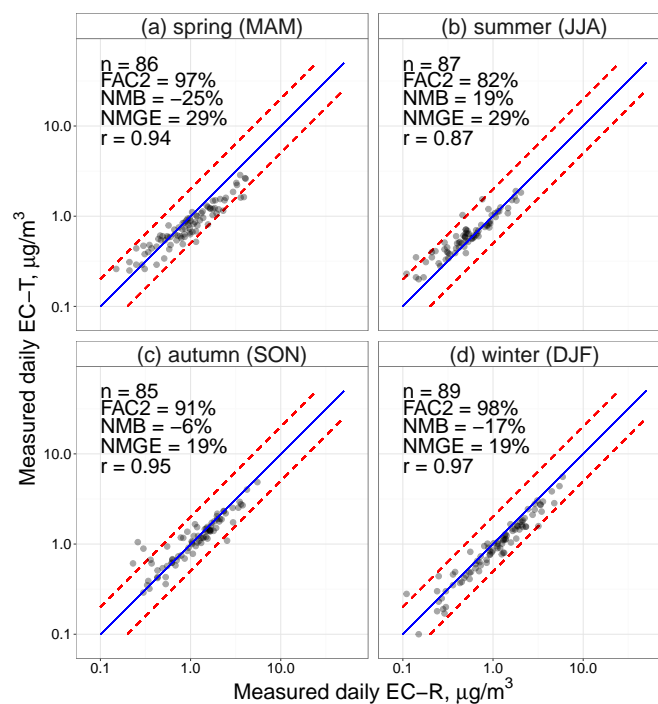 (a) spring (MAM)
n = 86
FAC2 = 97%
NMB = −25%
NMGE = 29%
r = 0.94
(b) summer (JJA)
n = 87
FAC2 = 82%
NMB = 19%
NMGE = 29%
r = 0.87
10.0
1.0
0.1
(c) autumn (SON)
n = 85
FAC2 = 91%
NMB = −6%
NMGE = 19%
r = 0.95
(d) winter (DJF)
n = 89
FAC2 = 98%
NMB = −17%
NMGE = 19%
r = 0.97
10.0
1.0
0.1
0.1 1.0 10.0 0.1 1.0 10.0
Measured daily EC−T, μg/m³
Measured daily EC−R, μg/m³